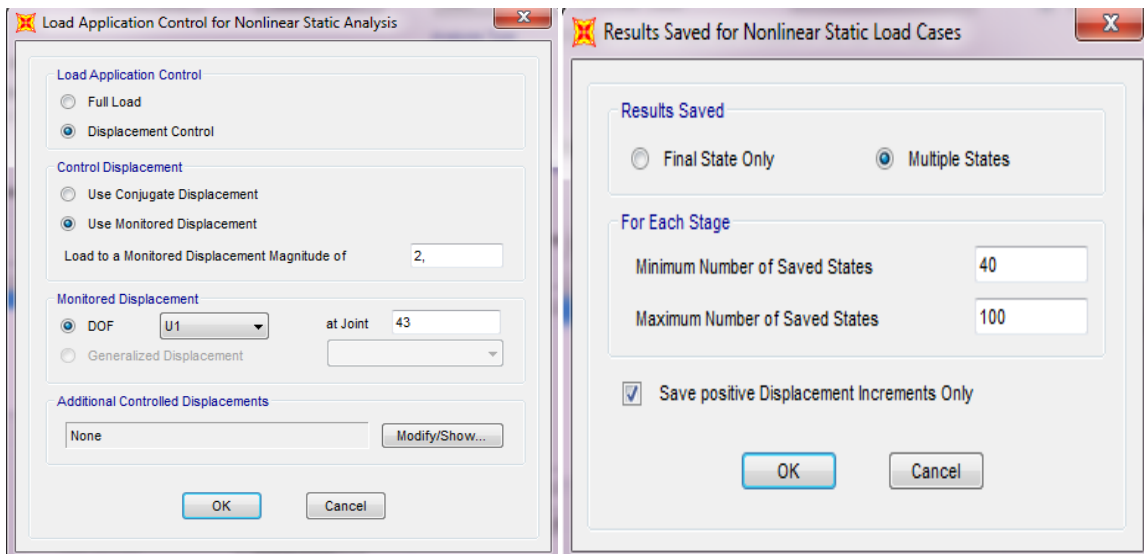 Load Application Control for Nonlinear Static Analysis
Load Application Control
Full Load
Displacement Control
Control Displacement
Use Conjugate Displacement
Use Monitored Displacement
Load to a Monitored Displacement Magnitude of 2,
Monitored Displacement
DOF U1 at Joint 43
Generalized Displacement
Additional Controlled Displacements
None Modify/Show...
OK Cancel
Results Saved for Nonlinear Static Load Cases
Results Saved
Final State Only Multiple States
For Each Stage
Minimum Number of Saved States 40
Maximum Number of Saved States 100
Save positive Displacement Increments Only
OK Cancel